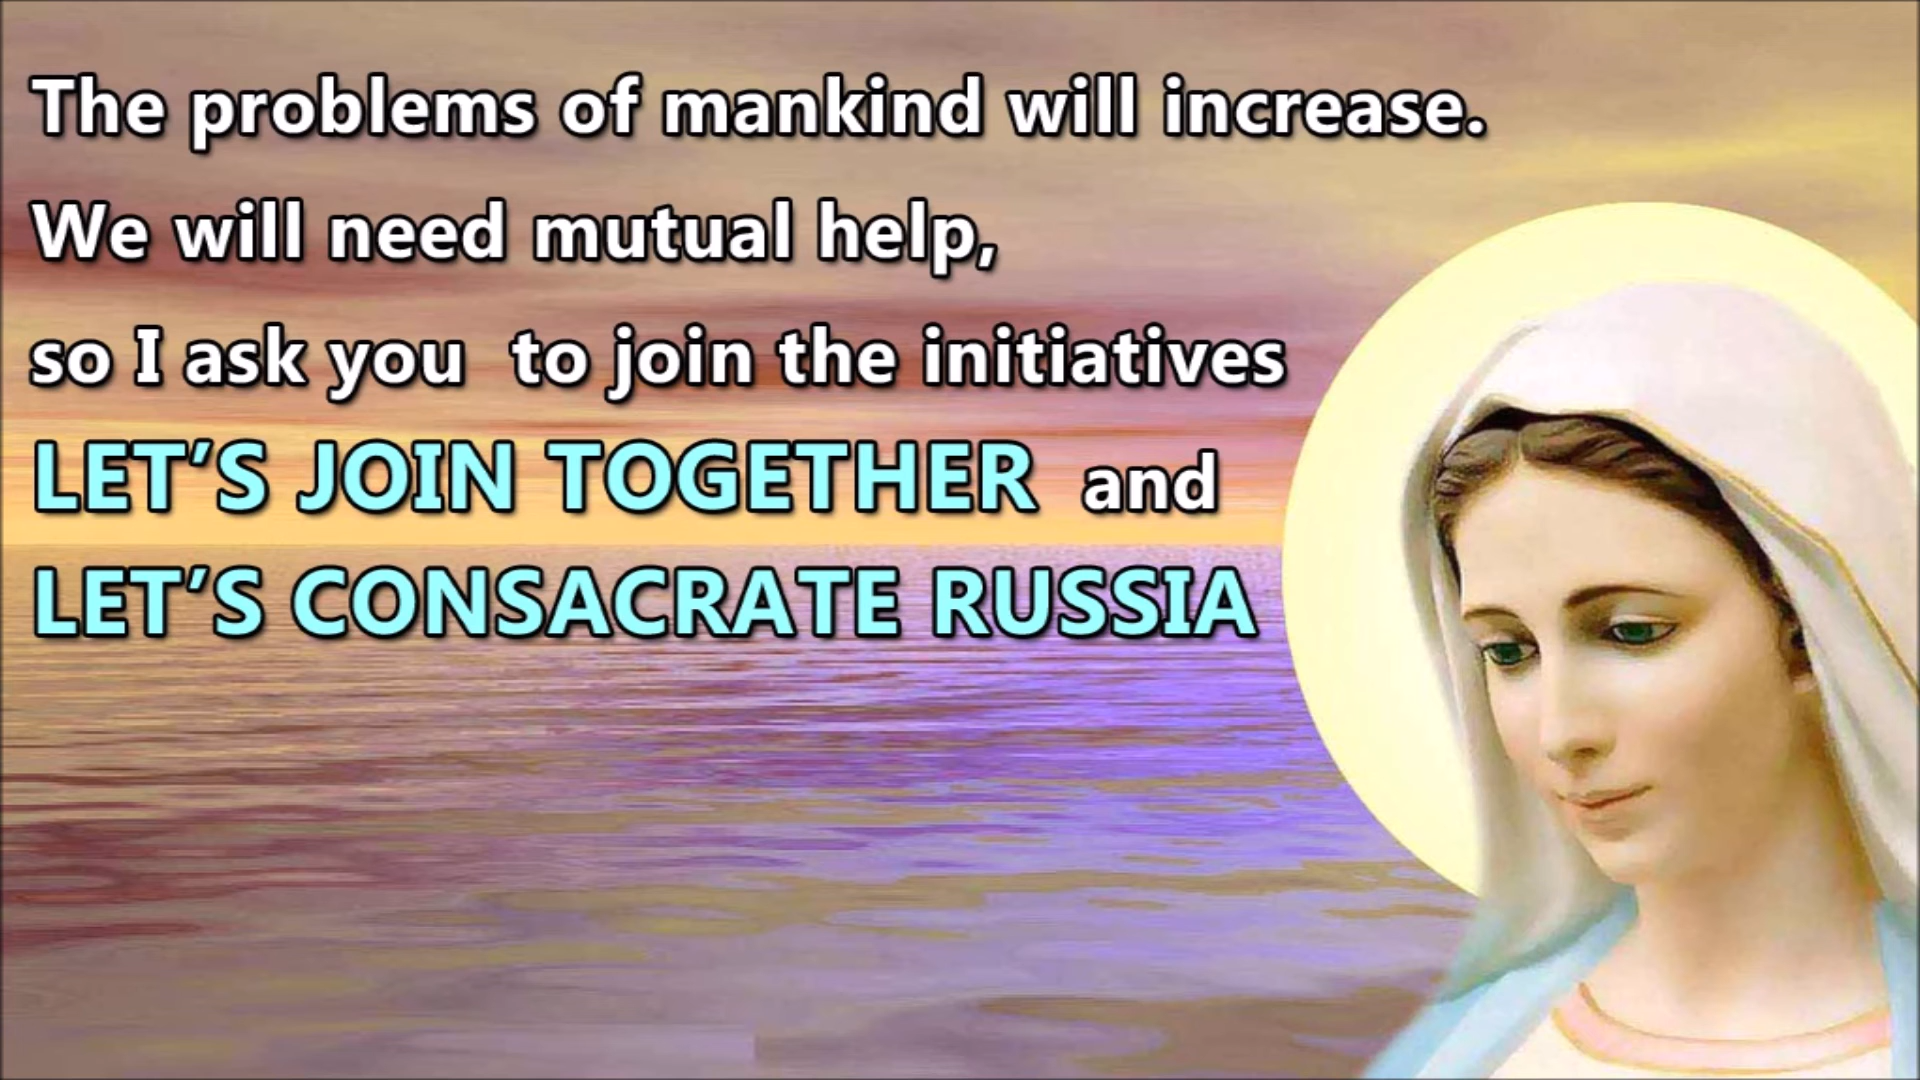 The problems of mankind will increase.
We will need mutual help,
so I ask you  to join the initiatives
LET’S JOIN TOGETHER  and
LET’S CONSACRATE RUSSIA